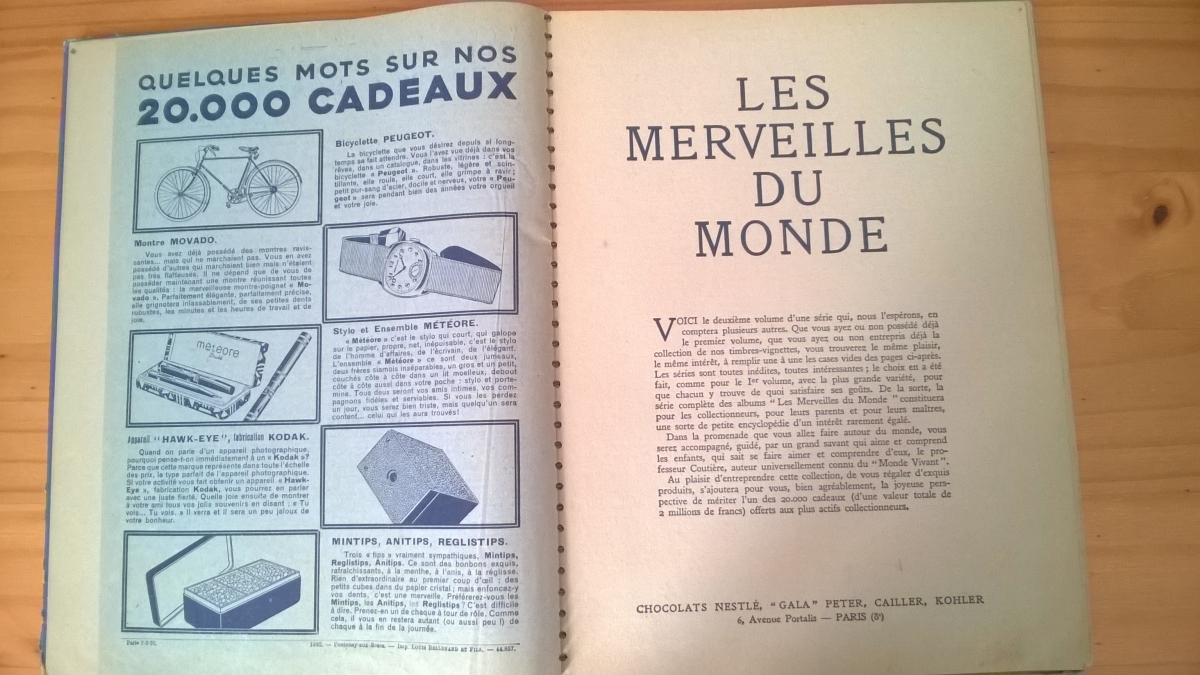 QUELQUES MOTS SUR NOS
20.000 CADEAUX
Bicyclette PEUGEOT.
La bicyclette que vous désirez depuis si long-
temps se fait attendre. Vous l'avez vue déjà dans vos
rêves, dans un catalogue, dans les vitrines : c'est la
bicyclette « Peugeot ». Robuste, légère et scin-
tillante, elle roule, elle court, elle grimpe à ravir ;
petit pur-sang d'acier, docile et nerveux, votre « Peu-
geot » sera pendant bien des années votre orgueil
et votre joie.
Montre MOVADO.
Vous avez déjà possédé des montres ravis-
santes... mais qui ne marchaient pas. Vous en avez
possédé d'autres qui marchaient bien mais n'étaient
pas très flatteuses. Il ne dépend que de vous de
posséder maintenant une montre réunissant toutes
les qualités : la merveilleuse montre-poignet « Mo-
vado ». Parfaitement élégante, parfaitement précise,
elle grignotera inlassablement, de ses petites dents
robustes, les minutes et les heures de travail et de
joie.
météore
Stylo et Ensemble MÉTÉORE.
« Météore » c'est le stylo qui court, qui galope
sur le papier, propre, net, inépuisable, c'est le stylo
de l'homme d'affaires, de l'écrivain, de l'élégant.
L'ensemble « Météore » ce sont deux jumeaux,
deux frères siamois inséparables, un gros et un petit,
couchés côte à côte dans un lit moelleux, debout
côte à côte aussi dans votre poche : stylo et porte-
mine. Tous deux seront vos amis intimes, vos com-
pagnons fidèles et serviables. Si vous les perdez
un jour, vous serez bien triste, mais quelqu'un sera
content... celui qui les aura trouvés !
Appareil "HAWK-EYE", fabrication KODAK.
Quand on parle d'un appareil photographique,
pourquoi pense-t-on immédiatement à un « Kodak » ?
Parce que cette marque représente dans toute l'échelle
des prix, le type parfait de l'appareil photographique.
Si votre activité vous fait obtenir un appareil « Hawk-
Eye », fabrication Kodak, vous pourrez en parler
avec une juste fierté. Quelle joie ensuite de montrer
à votre ami tous vos jolis souvenirs en disant : « Tu
vois... Tu vois. » Il verra et il sera un peu jaloux de
votre bonheur.
MINTIPS, ANITIPS, REGLISTIPS.
Trois « tips » vraiment sympathiques, Mintips,
Reglistips, Anitips. Ce sont des bonbons exquis,
rafraîchissants, à la menthe, à l'anis, à la réglisse.
Rien d'extraordinaire au premier coup d'œil : des
petits cubes dans du papier cristal ; mais enfoncez-y
vos dents, c'est une merveille. Préférerez-vous les
Mintips, les Anitips, les Reglistips ? C'est difficile
à dire. Prenez-en un de chaque à tour de rôle. Comme
cela, il vous en restera autant (ou aussi peu !) de
chaque à la fin de la journée.
Fontenay-aux-Roses. — Imp. LOUIS BELLENAND ET FILS. — 44.857.
LES
MERVEILLES
DU
MONDE
VOICI le deuxième volume d'une série qui, nous l'espérons, en
comptera plusieurs autres. Que vous ayez ou non possédé déjà
le premier volume, que vous ayez ou non entrepris déjà la
collection de nos timbres-vignettes, vous trouverez le même plaisir,
le même intérêt, à remplir une à une les cases vides des pages ci-après.
Les séries sont toutes inédites, toutes intéressantes ; le choix en a été
fait, comme pour le 1er volume, avec la plus grande variété, pour
que chacun y trouve de quoi satisfaire ses goûts. De la sorte, la
série complète des albums "Les Merveilles du Monde" constituera
pour les collectionneurs, pour leurs parents et pour leurs maîtres,
une sorte de petite encyclopédie d'un intérêt rarement égalé.
Dans la promenade que vous allez faire autour du monde, vous
serez accompagné, guidé, par un grand savant qui aime et comprend
les enfants, qui sait se faire aimer et comprendre d'eux, le pro-
fesseur Coutière, auteur universellement connu du "Monde Vivant".
Au plaisir d'entreprendre cette collection, de vous régaler d'exquis
produits, s'ajoutera pour vous, bien agréablement, la joyeuse pers-
pective de mériter l'un des 20.000 cadeaux (d'une valeur totale de
2 millions de francs) offerts aux plus actifs collectionneurs.
CHOCOLATS NESTLÉ, "GALA" PETER, CAILLER, KOHLER
6, Avenue Portalis — PARIS (8e)